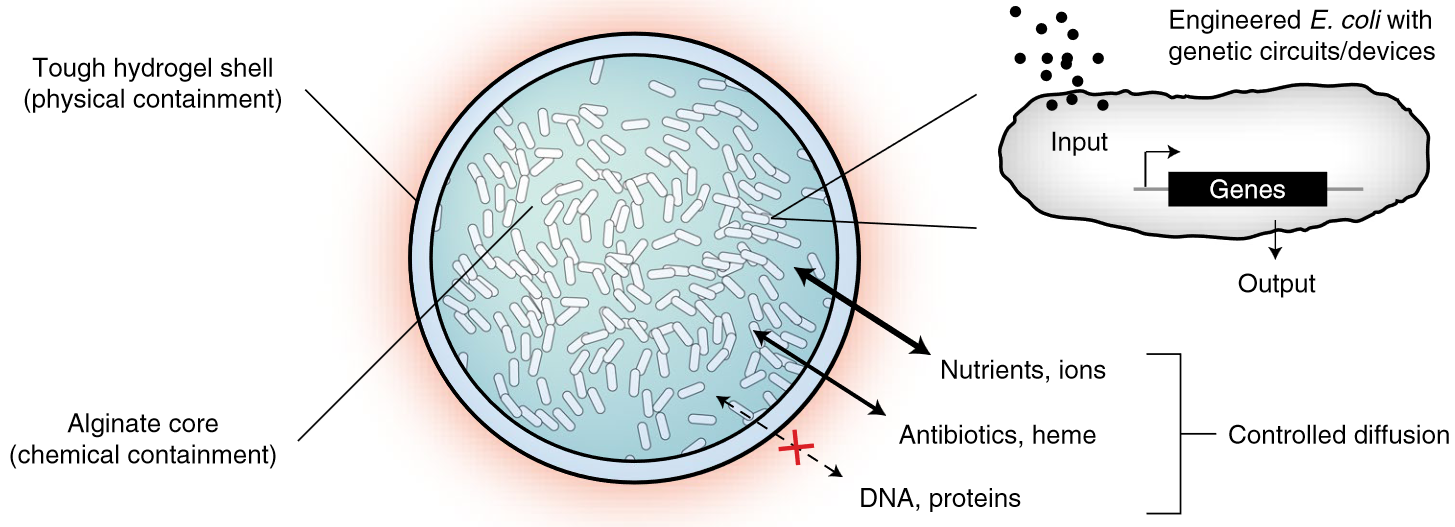 Tough hydrogel shell
(physical containment)
Alginate core
(chemical containment)
Engineered E. coli with
genetic circuits/devices
Input
Genes
Output
Nutrients, ions
Antibiotics, heme
DNA, proteins
Controlled diffusion